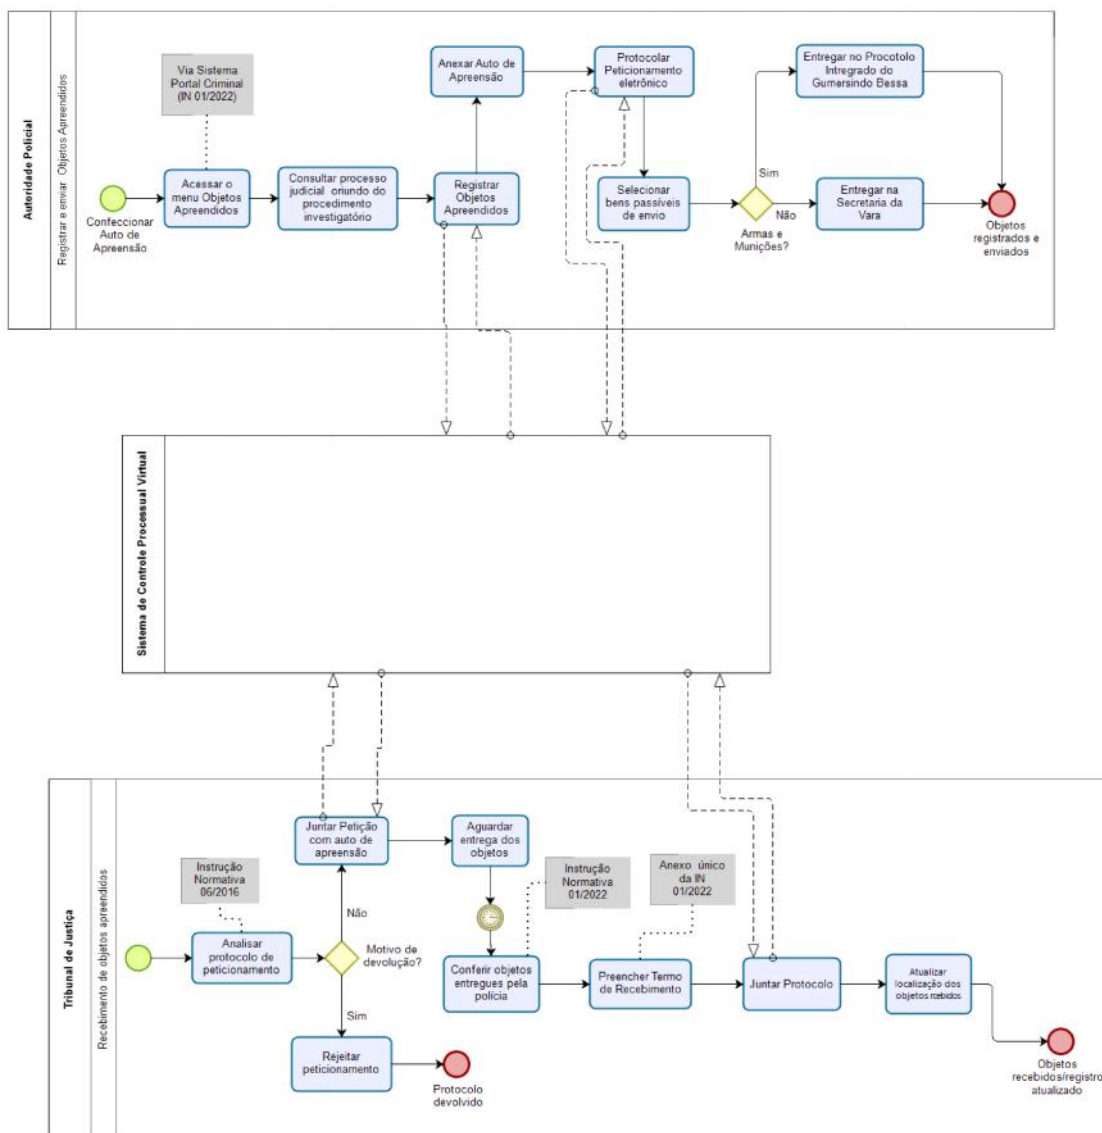 Autoridade Policial
Registrar e enviar Objetos Apreendidos
Via Sistema
Portal Criminal
(IN 01/2022)
Confeccionar
Auto de
Apreensão
Acessar o
menu Objetos
Apreendidos
Consultar processo
judicial oriundo do
procedimento
investigatório
Registrar
Objetos
Apreendidos
Anexar Auto de
Apreensão
Protocolar
Peticionamento
eletrônico
Selecionar
bens passíveis
de envio
Armas e
Munições?
Sim
Não
Entregar no Procotolo
Intregrado do
Gumersindo Bessa
Entregar na
Secretaria da
Vara
Objetos
registrados e
enviados
Sistema de Controle Processual Virtual
Tribunal de Justiça
Recebimento de objetos apreendidos
Instrução
Normativa
06/2016
Analisar
protocolo de
peticionamento
Motivo de
devolução?
Não
Sim
Juntar Petição
com auto de
apreensão
Rejeitar
peticionamento
Protocolo
devolvido
Aguardar
entrega dos
objetos
Instrução
Normativa
01/2022
Conferir objetos
entregues pela
polícia
Anexo único
da IN
01/2022
Preencher Termo
de Recebimento
Juntar Protocolo
Atualizar
localização dos
objetos rcebidos
Objetos
recebidos/registro
atualizado